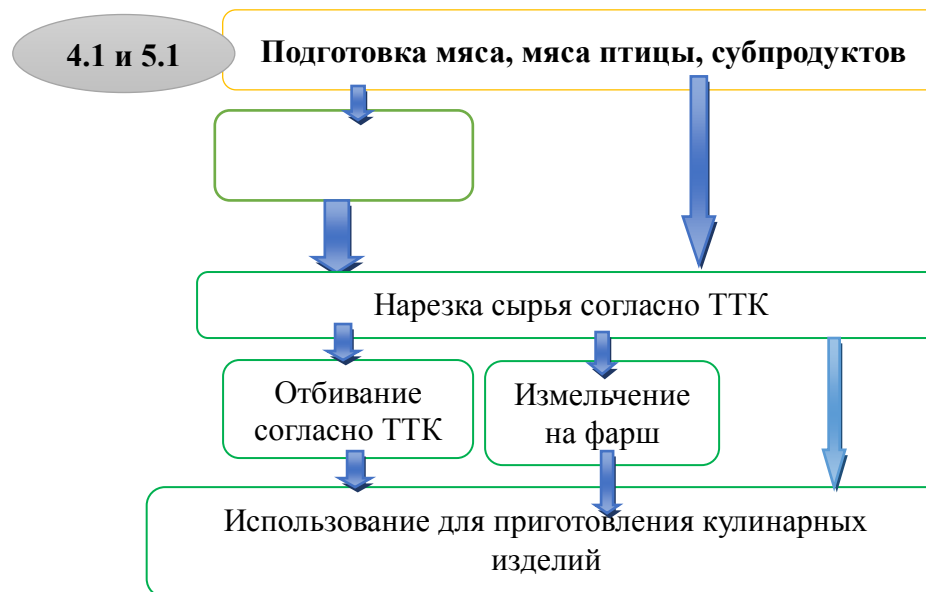 4.1 и 5.1
Подготовка мяса, мяса птицы, субпродуктов
Нарезка сырья согласно ТТК
Отбивание
согласно ТТК
Измельчение
на фарш
Использование для приготовления кулинарных
изделий